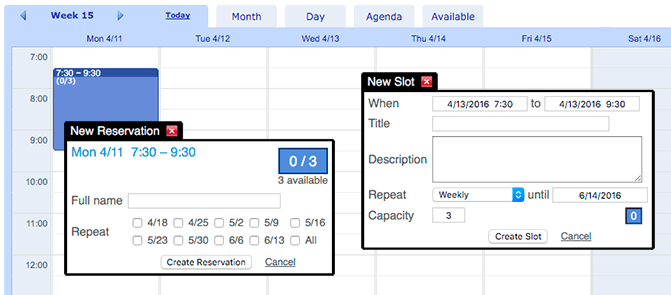 Week 15 Today Month Day Agenda Available
Mon 4/11 Tue 4/12 Wed 4/13 Thu 4/14 Fri 4/15 Sat 4/16
7:00
8:00
9:00
10:00
11:00
12:00
7:30 – 9:30
(0/3)
New Reservation
Mon 4/11 7:30 – 9:30
0 / 3
3 available
Full name
Repeat
4/18 4/25 5/2 5/9 5/16
5/23 5/30 6/6 6/13 All
Create Reservation Cancel
New Slot
When 4/13/2016 7:30 to 4/13/2016 9:30
Title
Description
Repeat Weekly until 6/14/2016
Capacity 3 0
Create Slot Cancel